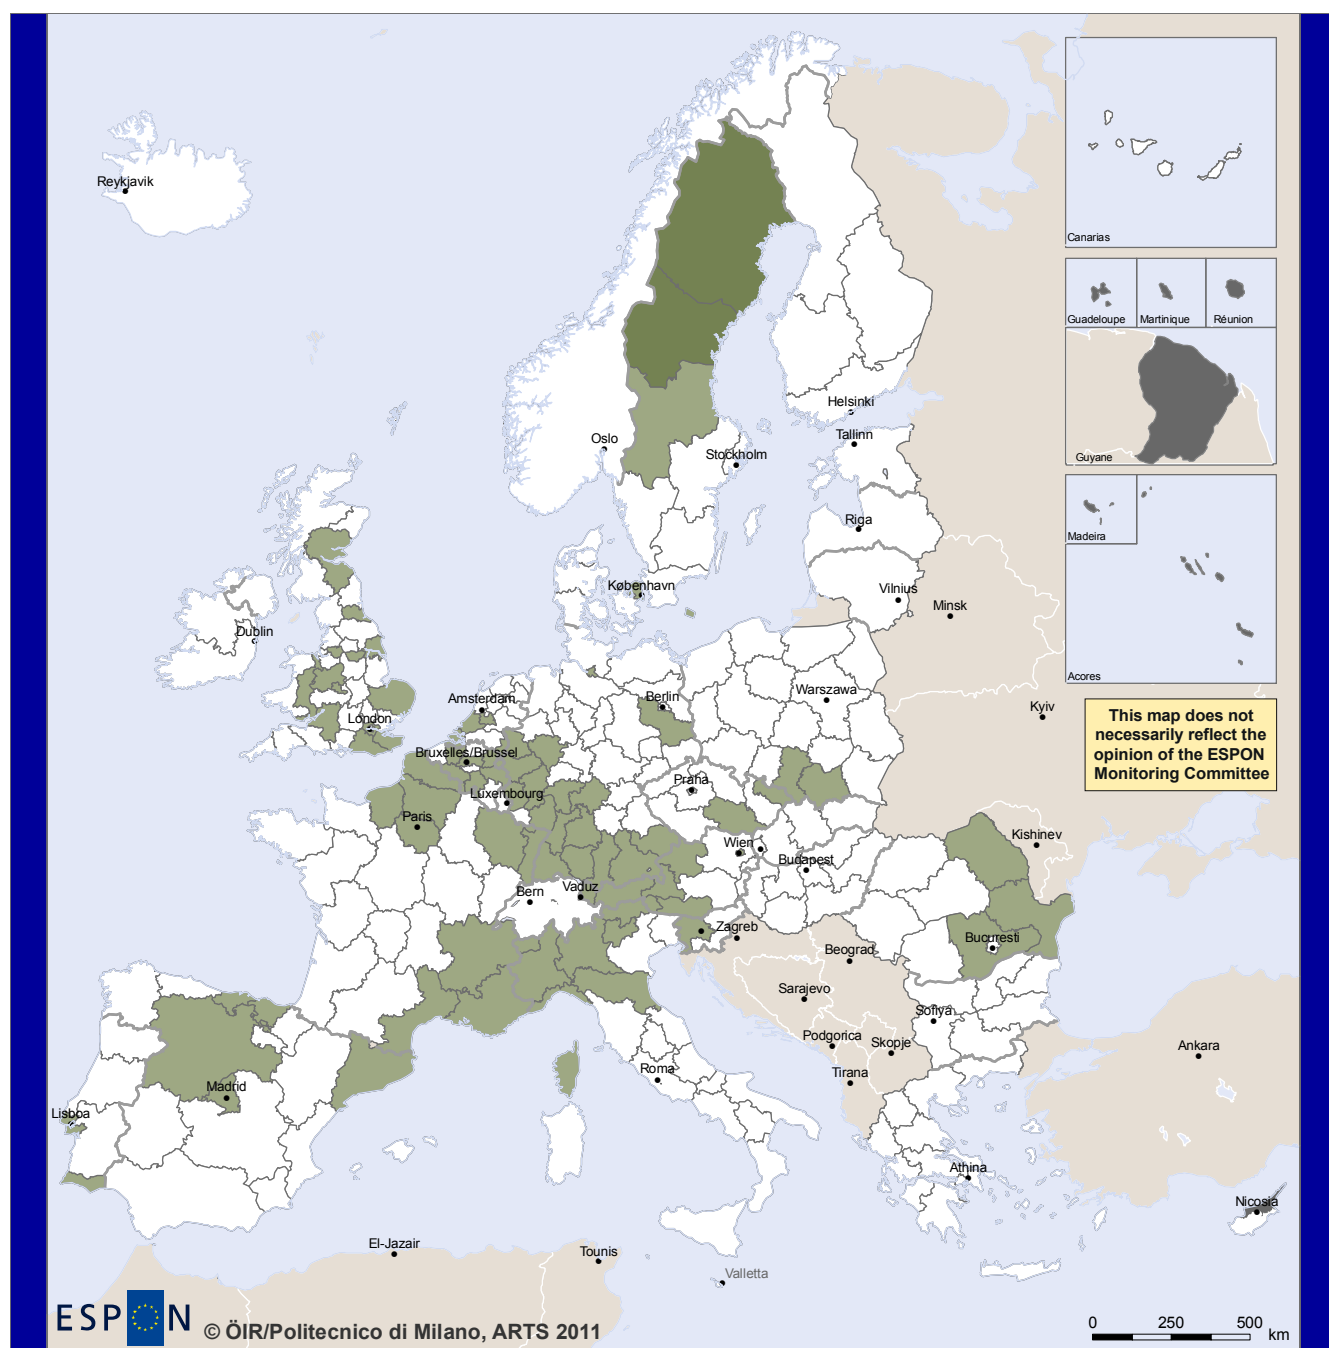 Reykjavik
Canarias
Guadeloupe
Martinique
Réunion
Helsinki
Tallinn
Oslo
Stockholm
Guyane
Riga
Madeira
København
Vilnius
Minsk
Dublin
Acores
Amsterdam
Berlin
Warszawa
London
Kyiv
This map does not
necessarily reflect the
opinion of the ESPON
Monitoring Committee
Bruxelles/Brussel
Praha
Luxembourg
Paris
Kishinev
Wien
Budapest
Bern
Vaduz
Zagreb
Bucuresti
Beograd
Sarajevo
Sofiya
Podgorica
Skopje
Ankara
Roma
Tirana
Madrid
Lisboa
Athina
Nicosia
El-Jazair
Tounis
Valletta
ESPON
© ÖIR/Politecnico di Milano, ARTS 2011
0 250 500
km